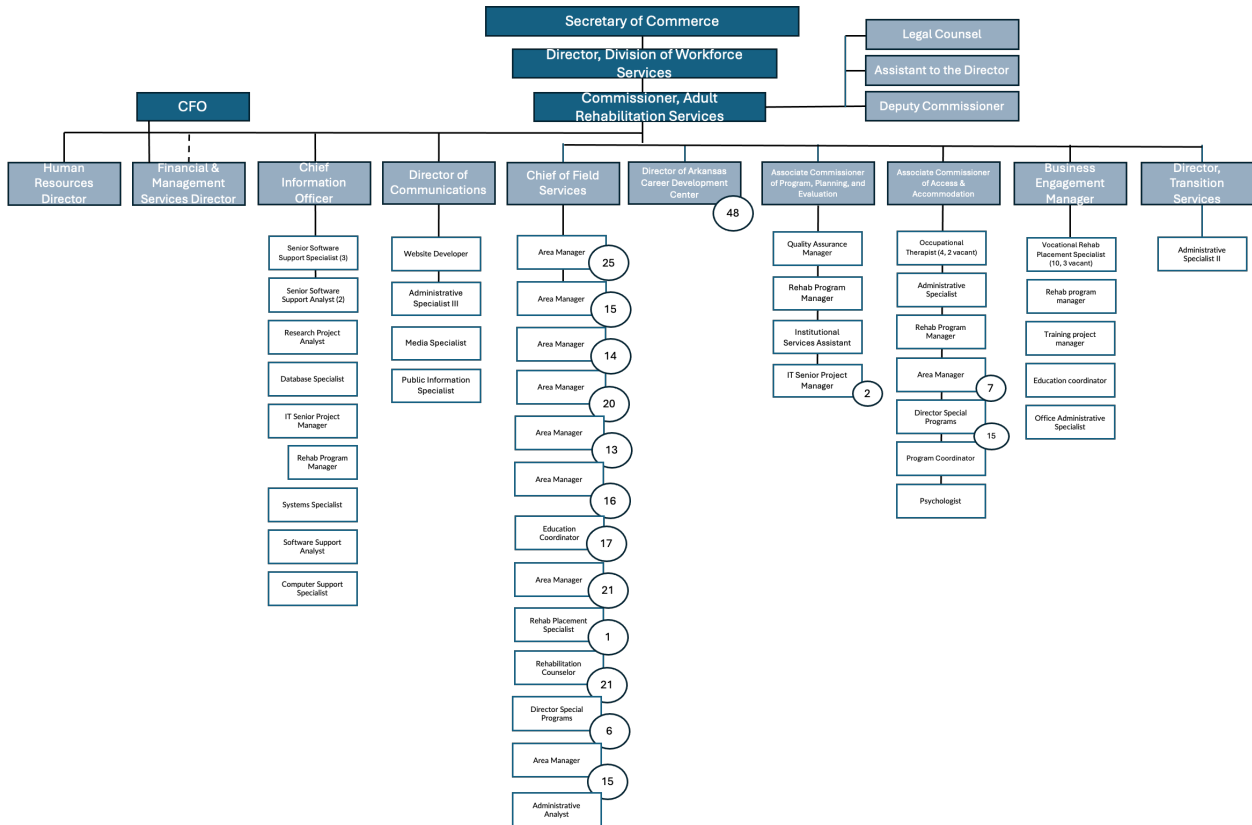 Secretary of Commerce
Director, Division of Workforce
Services
Commissioner, Adult
Rehabilitation Services
Legal Counsel
Assistant to the Director
Deputy Commissioner
CFO
Human
Resources
Director
Financial &
Management
Services Director
Chief
Information
Officer
Director of
Communications
Chief of Field
Services
Director of Arkansas
Career Development
Center
48
Associate Commissioner
of Program, Planning, and
Evaluation
Associate Commissioner
of Access &
Accommodation
Business
Engagement
Manager
Director,
Transition
Services
Senior Software
Support Specialist (3)
Senior Software
Support Analyst (2)
Research Project
Analyst
Database Specialist
IT Senior Project
Manager
Rehab Program
Manager
Systems Specialist
Software Support
Analyst
Computer Support
Specialist
Website Developer
Administrative
Specialist III
Media Specialist
Public Information
Specialist
Area Manager
25
Area Manager
15
Area Manager
14
Area Manager
20
Area Manager
13
Area Manager
16
Education
Coordinator
17
Area Manager
21
Rehab Placement
Specialist
1
Rehabilitation
Counselor
21
Director Special
Programs
6
Area Manager
15
Administrative
Analyst
Quality Assurance
Manager
Rehab Program
Manager
Institutional
Services Assistant
IT Senior Project
Manager
2
Occupational
Therapist (4, 2 vacant)
Administrative
Specialist
Rehab Program
Manager
Area Manager
7
Director Special
Programs
15
Program Coordinator
Psychologist
Vocational Rehab
Placement Specialist
(10, 3 vacant)
Rehab program
manager
Training project
manager
Education coordinator
Office Administrative
Specialist
Administrative
Specialist II